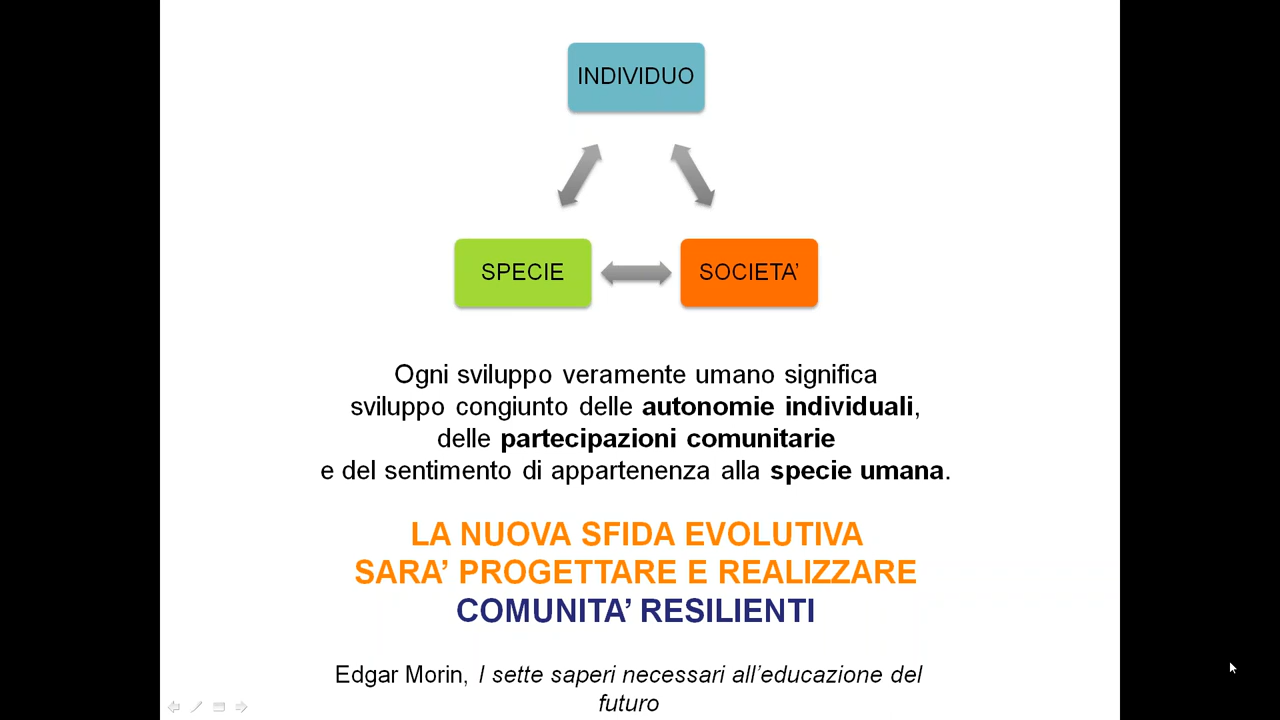 INDIVIDUO
SPECIE
SOCIETA’
Ogni sviluppo veramente umano significa
sviluppo congiunto delle autonomie individuali,
delle partecipazioni comunitarie
e del sentimento di appartenenza alla specie umana.
LA NUOVA SFIDA EVOLUTIVA
SARA’ PROGETTARE E REALIZZARE
COMUNITA’ RESILIENTI
Edgar Morin, I sette saperi necessari all’educazione del
futuro